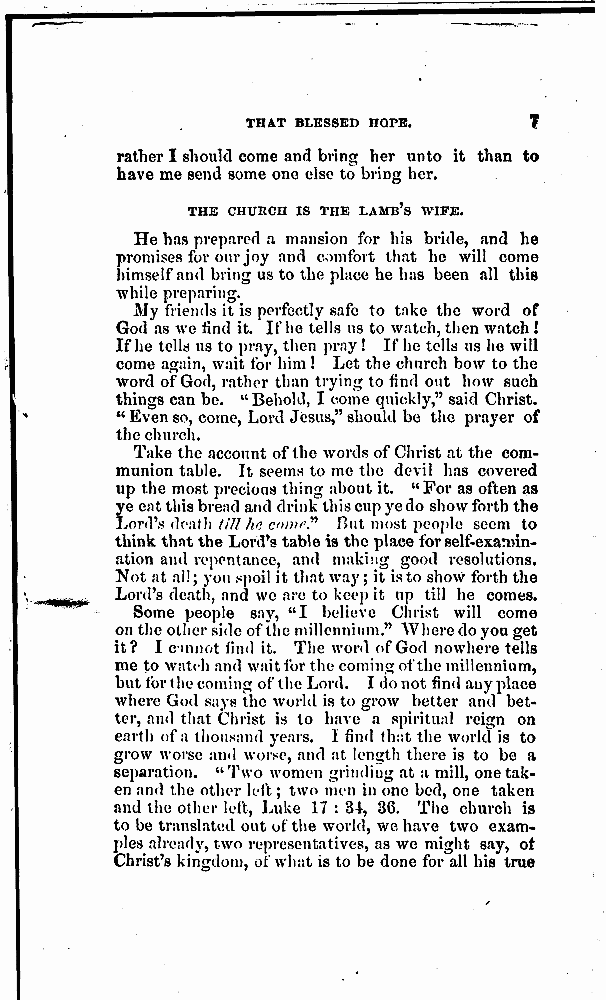 THAT BLESSED HOPE. 7
rather I should come and bring her unto it than to
have me send some one else to bring her.
THE CHURCH IS THE LAMB'S WIFE.
He has prepared a mansion for his bride, and he
promises for our joy and comfort that he will come
himself and bring us to the place he has been all this
while preparing.
My friends it is perfectly safe to take the word of
God as we find it. If he tells us to watch, then watch!
If he tells us to pray, then pray! If he tells us he will
come again, wait for him! Let the church bow to the
word of God, rather than trying to find out how such
things can be. "Behold, I come quickly," said Christ.
"Even so, come, Lord Jesus," should be the prayer of
the church.
Take the account of the words of Christ at the com-
munion table. It seems to me the devil has covered
up the most precious thing about it. "For as often as
ye eat this bread and drink this cup ye do show forth the
Lord's death till he come." But most people seem to
think that the Lord's table is the place for self-examin-
ation and repentance, and making good resolutions.
Not at all; you spoil it that way; it is to show forth the
Lord's death, and we are to keep it up till he comes.
Some people say, "I believe Christ will come
on the other side of the millennium." Where do you get
it? I cannot find it. The word of God nowhere tells
me to watch and wait for the coming of the millennium,
but for the coming of the Lord. I do not find any place
where God says the world is to grow better and bet-
ter, and that Christ is to have a spiritual reign on
earth of a thousand years. I find that the world is to
grow worse and worse, and at length there is to be a
separation. "Two women grinding at a mill, one tak-
en and the other left; two men in one bed, one taken
and the other left, Luke 17 : 34, 36. The church is
to be translated out of the world, we have two exam-
ples already, two representatives, as we might say, of
Christ's kingdom, of what is to be done for all his true